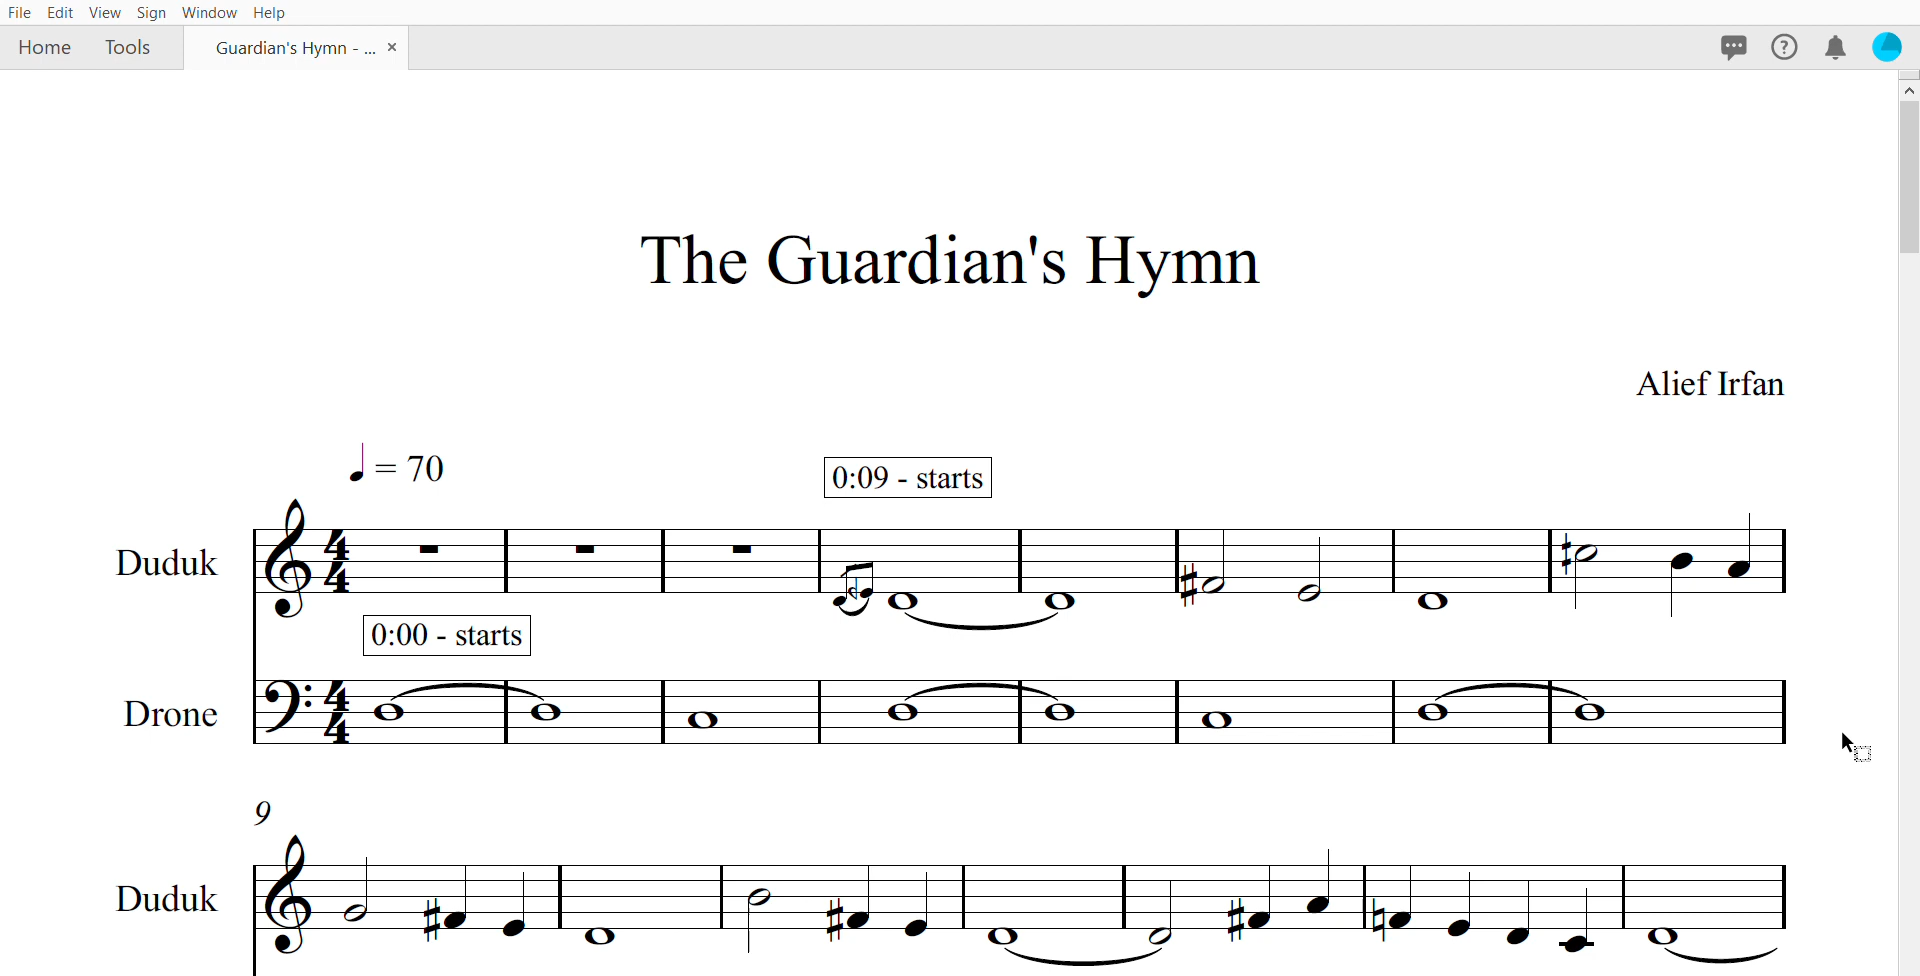 File Edit View Sign Window Help
Home Tools Guardian's Hymn - ... ×
The Guardian's Hymn
Alief Irfan
= 70
0:09 - starts
Duduk
4
4
0:00 - starts
Drone
4
4
9
Duduk